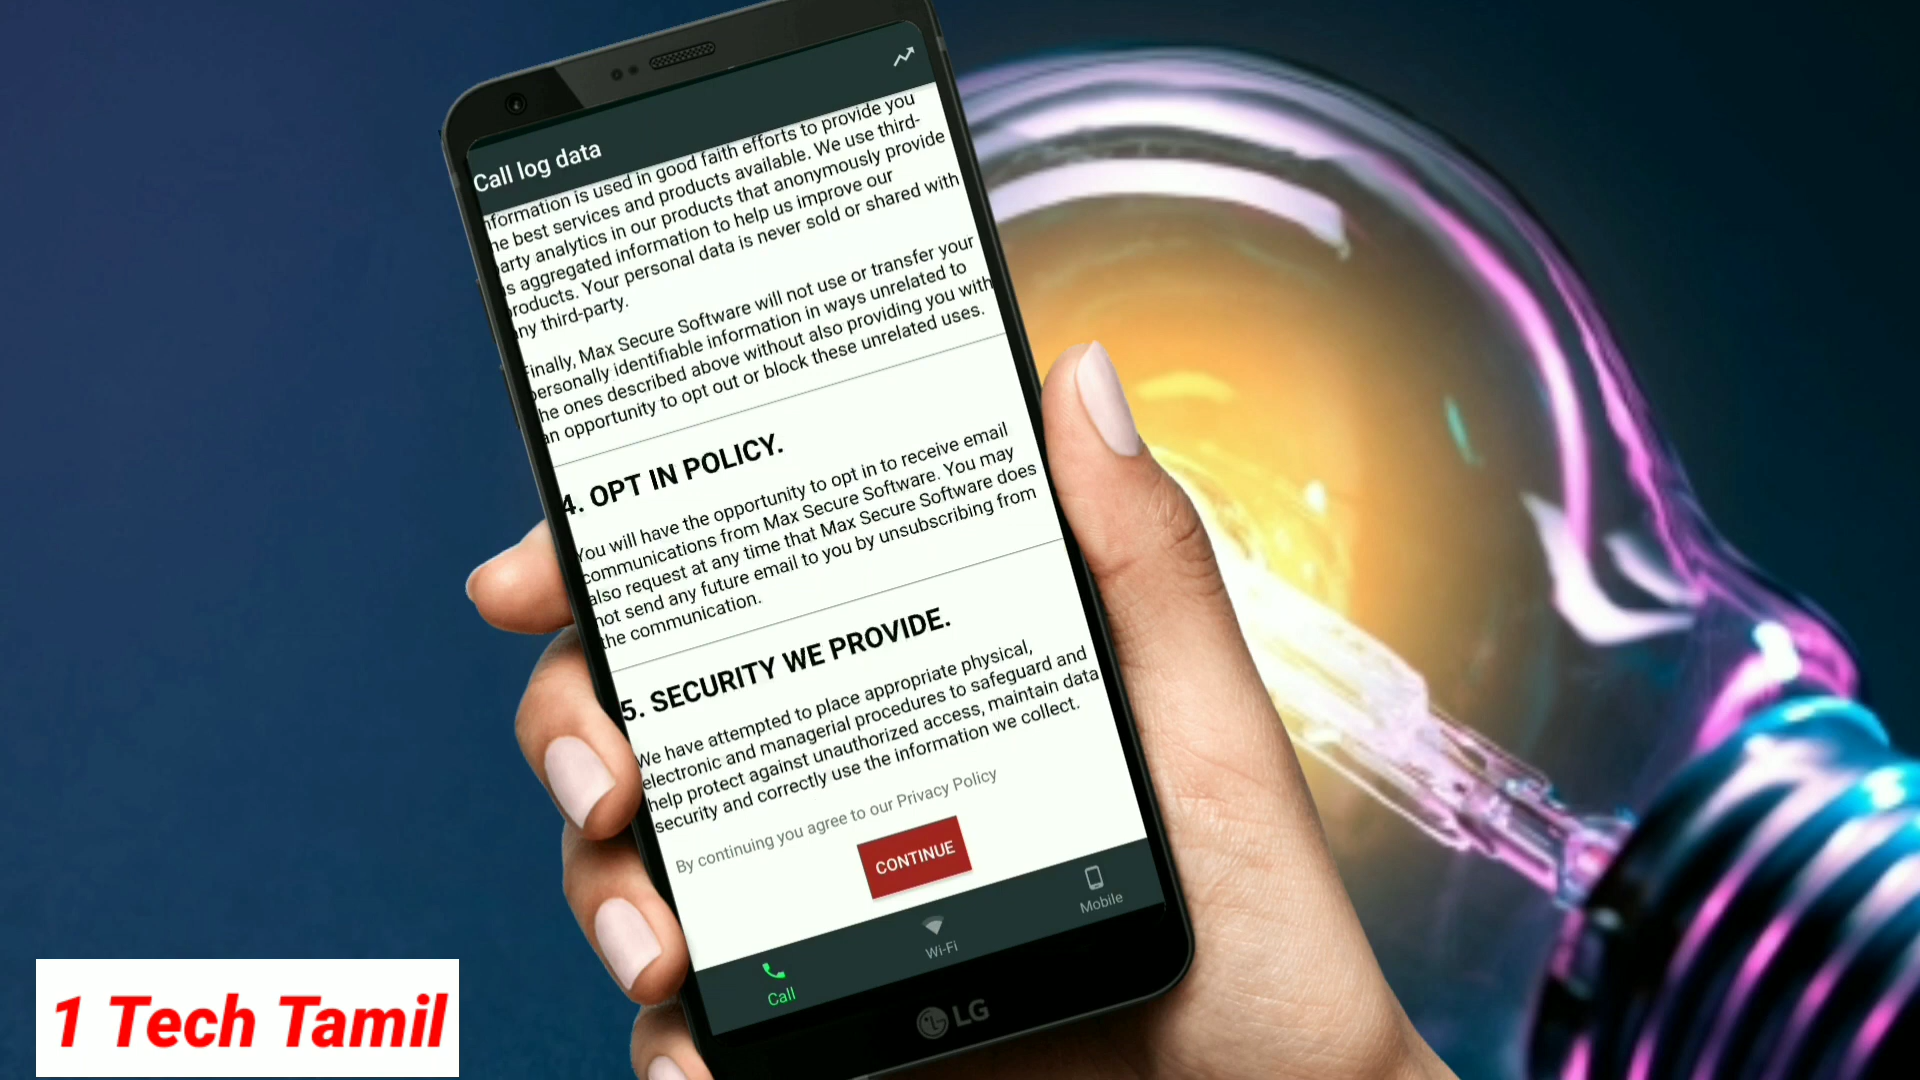 Call log data
nformation is used in good faith efforts to provide you
he best services and products available. We use third-
arty analytics in our products that anonymously provide
s aggregated information to help us improve our
roducts. Your personal data is never sold or shared with
ny third-party.
Finally, Max Secure Software will not use or transfer your
personally identifiable information in ways unrelated to
he ones described above without also providing you with
an opportunity to opt out or block these unrelated uses.
4. OPT IN POLICY.
You will have the opportunity to opt in to receive email
communications from Max Secure Software. You may
also request at any time that Max Secure Software does
not send any future email to you by unsubscribing from
the communication.
5. SECURITY WE PROVIDE.
We have attempted to place appropriate physical,
electronic and managerial procedures to safeguard and
help protect against unauthorized access, maintain data
security and correctly use the information we collect.
By continuing you agree to our Privacy Policy
CONTINUE
Call
Wi-Fi
Mobile
LG
1 Tech Tamil